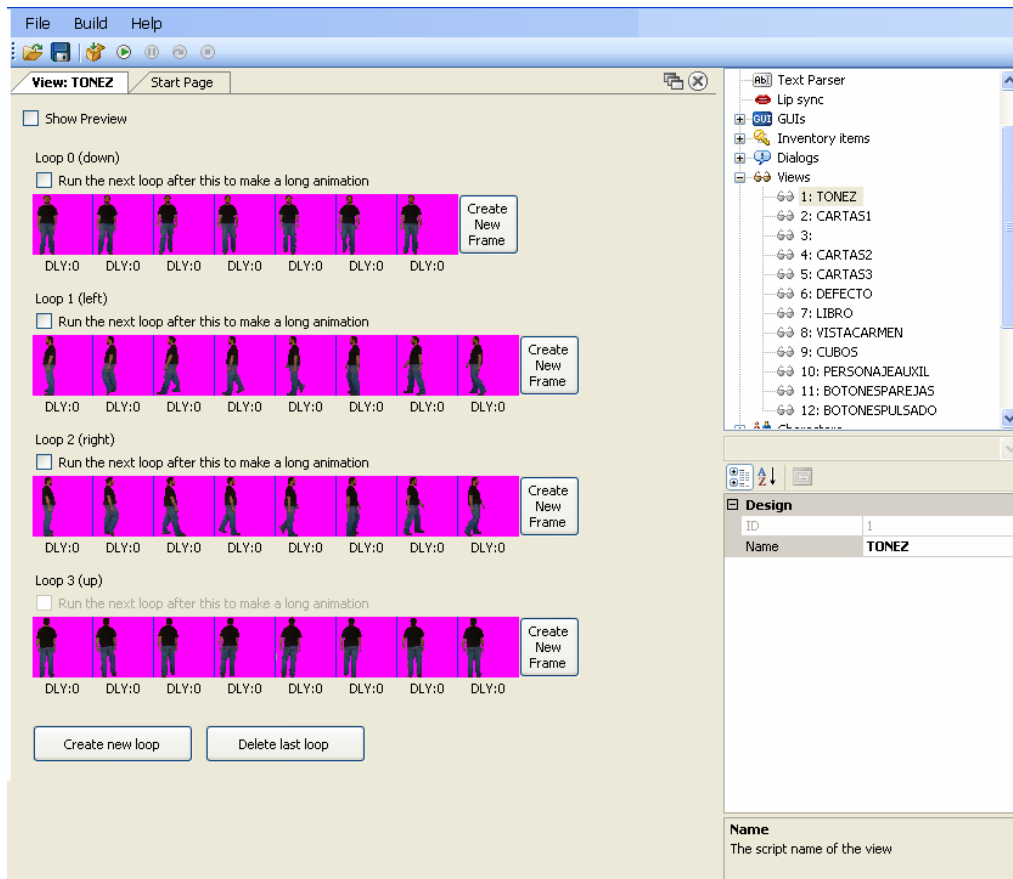 File Build Help
View: TONEZ Start Page
Show Preview
Loop 0 (down)
Run the next loop after this to make a long animation
Create
New
Frame
DLY:0 DLY:0 DLY:0 DLY:0 DLY:0 DLY:0 DLY:0
Loop 1 (left)
Run the next loop after this to make a long animation
Create
New
Frame
DLY:0 DLY:0 DLY:0 DLY:0 DLY:0 DLY:0 DLY:0 DLY:0
Loop 2 (right)
Run the next loop after this to make a long animation
Create
New
Frame
DLY:0 DLY:0 DLY:0 DLY:0 DLY:0 DLY:0 DLY:0 DLY:0
Loop 3 (up)
Run the next loop after this to make a long animation
Create
New
Frame
DLY:0 DLY:0 DLY:0 DLY:0 DLY:0 DLY:0 DLY:0 DLY:0
Create new loop Delete last loop
Ab| Text Parser
Lip sync
GUI GUIs
Inventory items
Dialogs
Views
1: TONEZ
2: CARTAS1
3:
4: CARTAS2
5: CARTAS3
6: DEFECTO
7: LIBRO
8: VISTACARMEN
9: CUBOS
10: PERSONAJEAUXIL
11: BOTONESPAREJAS
12: BOTONESPULSADO
A Z
Design
ID 1
Name TONEZ
Name
The script name of the view